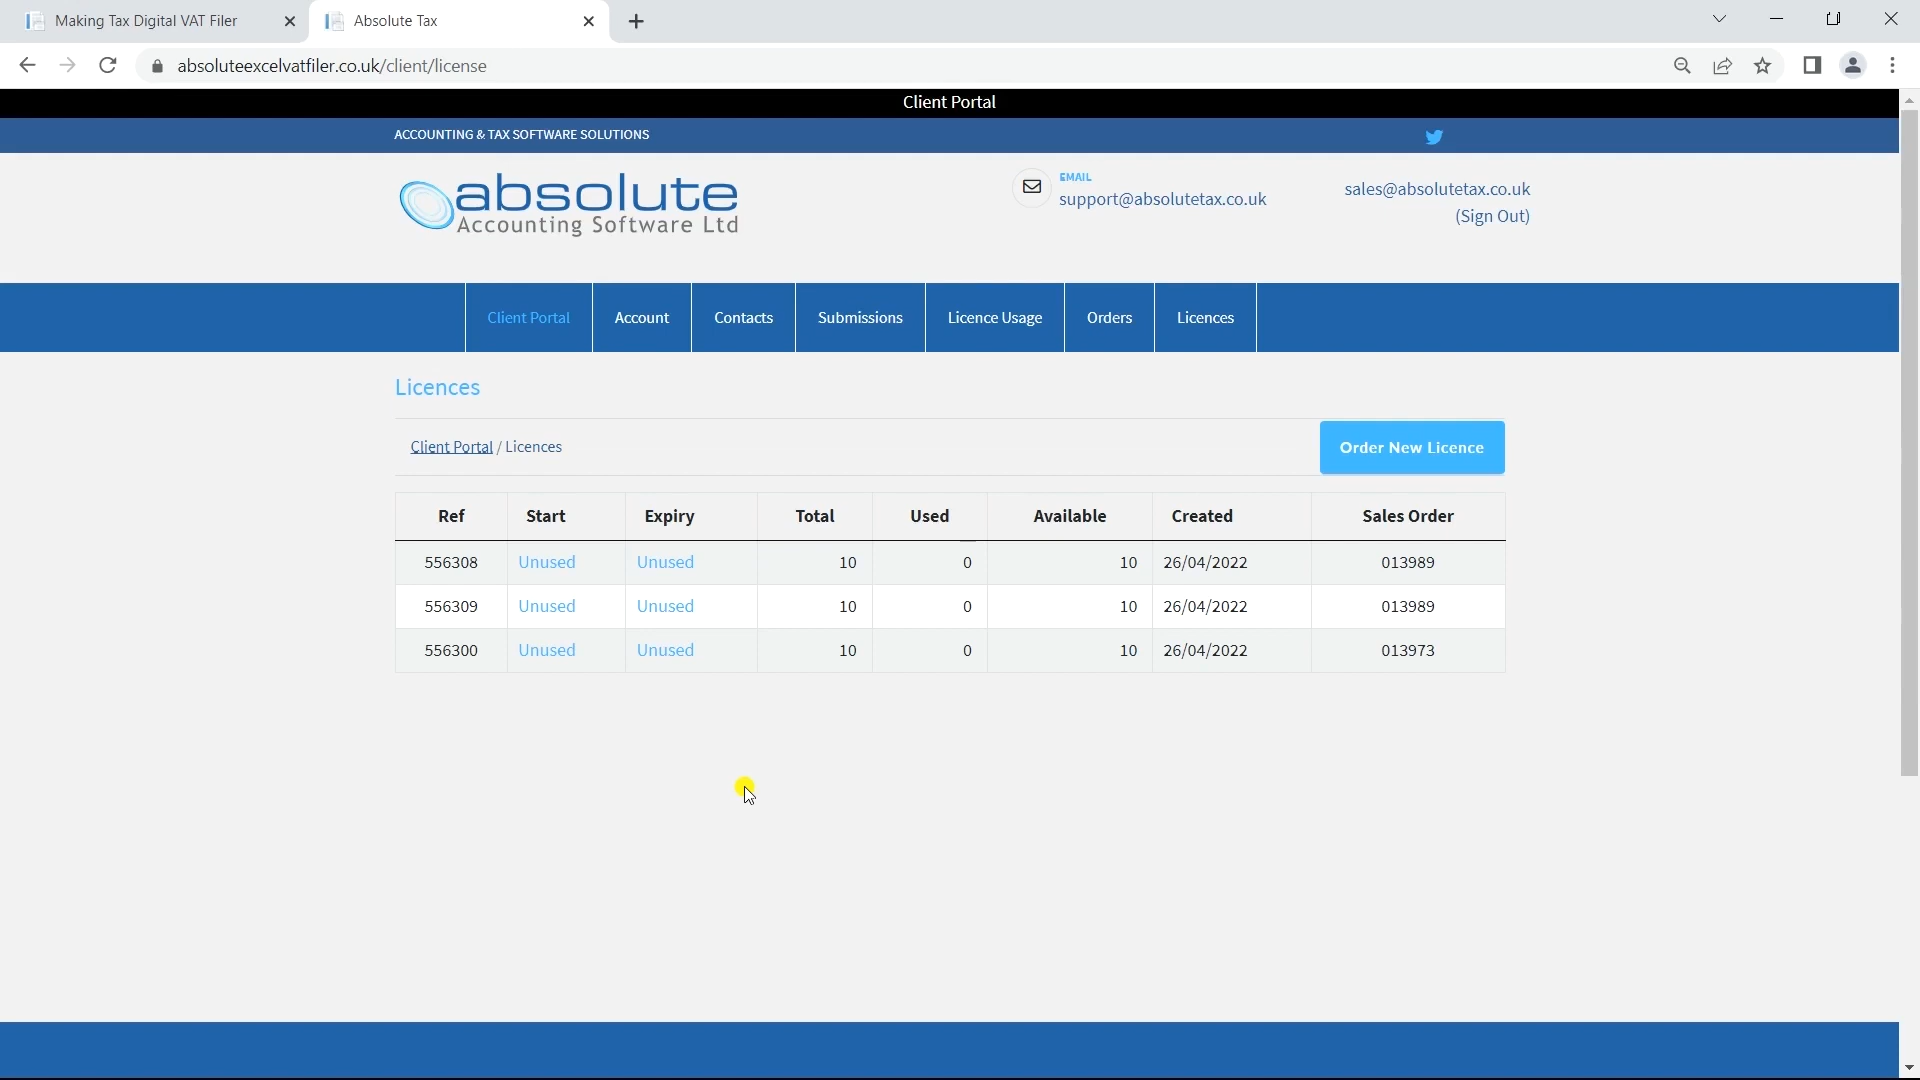 Making Tax Digital VAT Filer
Absolute Tax
absoluteexcelvatfiler.co.uk/client/license
Client Portal
ACCOUNTING & TAX SOFTWARE SOLUTIONS
absolute
Accounting Software Ltd
EMAIL
support@absolutetax.co.uk
sales@absolutetax.co.uk
(Sign Out)
Client Portal Account Contacts Submissions Licence Usage Orders Licences
Licences
Client Portal / Licences
Order New Licence
Ref Start Expiry Total Used Available Created Sales Order
556308 Unused Unused 10 0 10 26/04/2022 013989
556309 Unused Unused 10 0 10 26/04/2022 013989
556300 Unused Unused 10 0 10 26/04/2022 013973